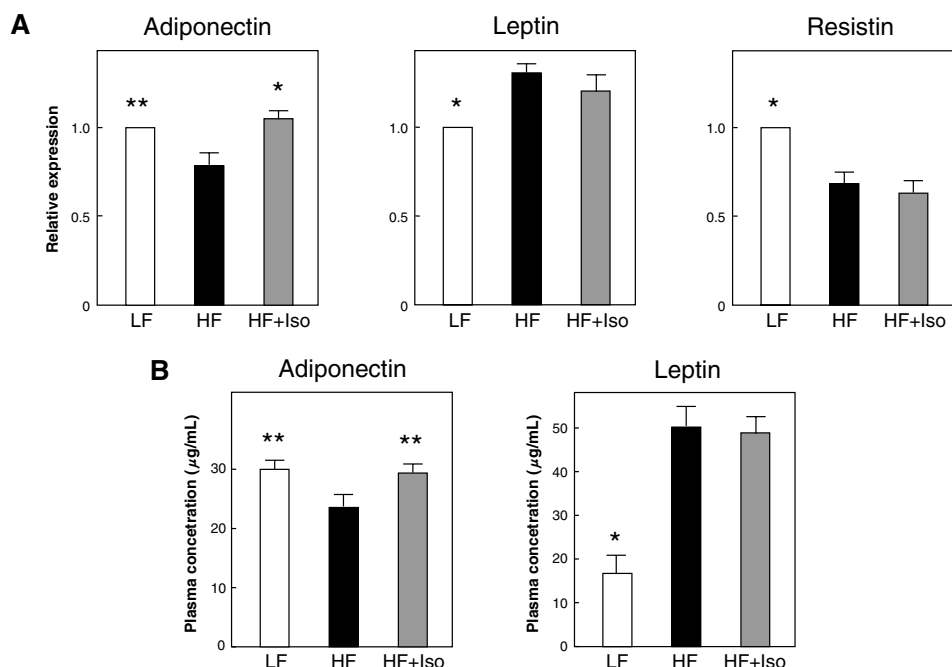 A
Adiponectin
Leptin
Resistin
Relative expression
1.0
0.5
0
**
*
LF
HF
HF+Iso
1.0
0.5
0
*
LF
HF
HF+Iso
1.0
0.5
0
*
LF
HF
HF+Iso
B
Adiponectin
Leptin
Plasma concetration (µg/mL)
30
20
10
0
**
**
LF
HF
HF+Iso
Plasma concetration (µg/mL)
50
40
30
20
10
0
*
LF
HF
HF+Iso